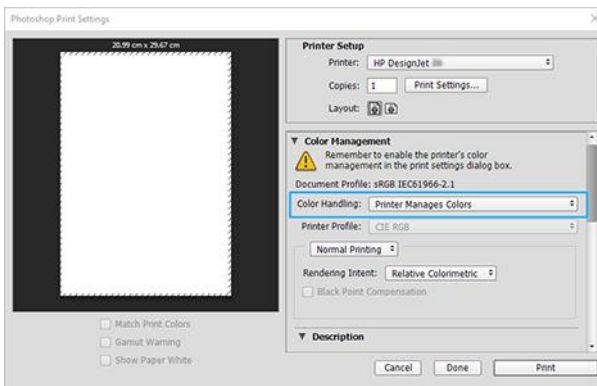 Photoshop Print Settings
20.99 cm x 29.67 cm
Match Print Colors
Gamut Warning
Show Paper White
Printer Setup
Printer: HP DesignJet
Copies: 1 Print Settings...
Layout:
Color Management
Remember to enable the printer's color
management in the print settings dialog box.
Document Profile: sRGB IEC61966-2.1
Color Handling: Printer Manages Colors
Printer Profile: CIE RGB
Normal Printing
Rendering Intent: Relative Colorimetric
Black Point Compensation
Description
Cancel Done Print